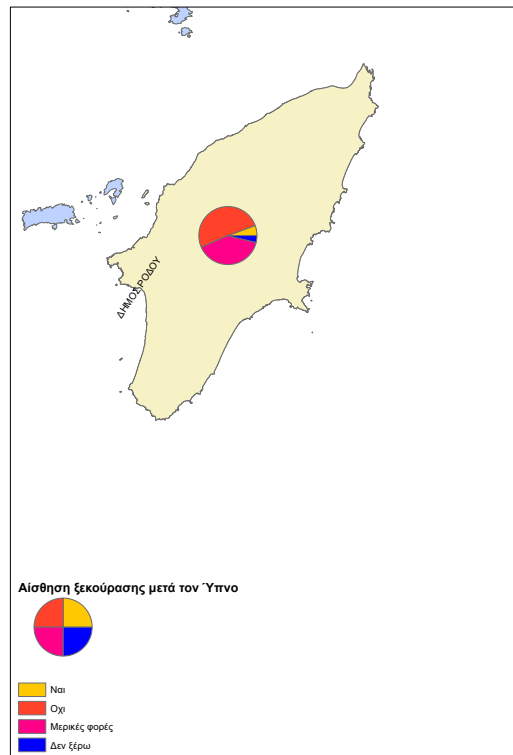 ΔΗΜΟΣ ΡΟΔΟΥ
Αίσθηση ξεκούρασης μετά τον Ύπνο
Ναι
Οχι
Μερικές φορές
Δεν ξέρω